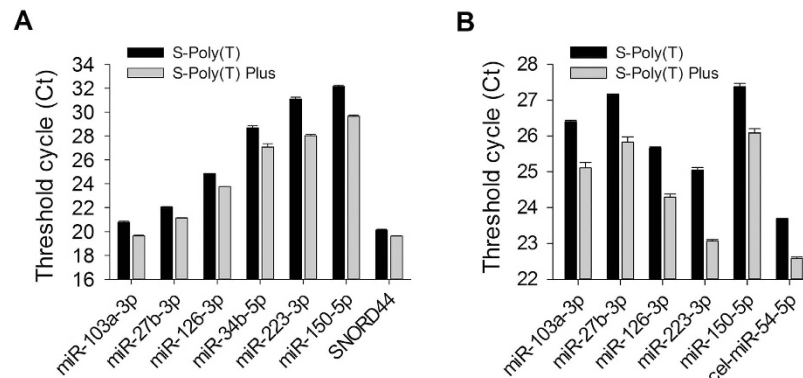 A
S-Poly(T)
S-Poly(T) Plus
Threshold cycle (Ct)
34
32
30
28
26
24
22
20
18
16
miR-103a-3p
miR-27b-3p
miR-126-3p
miR-34b-5p
miR-223-3p
miR-150-5p
SNORD44
B
S-Poly(T)
S-Poly(T) Plus
Threshold cycle (Ct)
28
27
26
25
24
23
22
miR-103a-3p
miR-27b-3p
miR-126-3p
miR-223-3p
miR-150-5p
cel-miR-54-5p